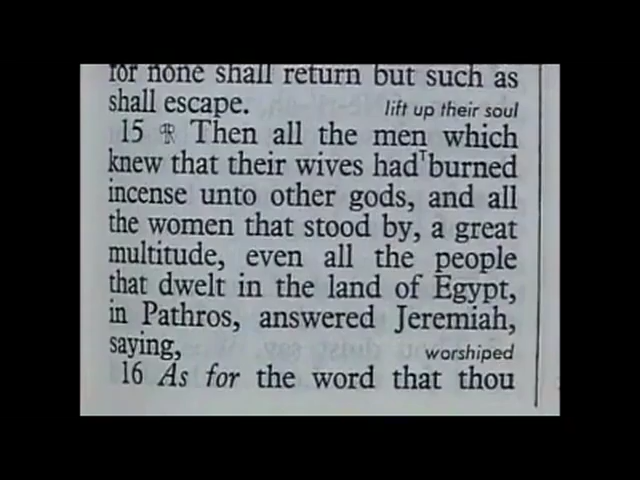 for none shall return but such as
shall escape. lift up their soul
15 Then all the men which
knew that their wives had T burned
incense unto other gods, and all
the women that stood by, a great
multitude, even all the people
that dwelt in the land of Egypt,
in Pathros, answered Jeremiah,
saying, worshiped
16 As for the word that thou